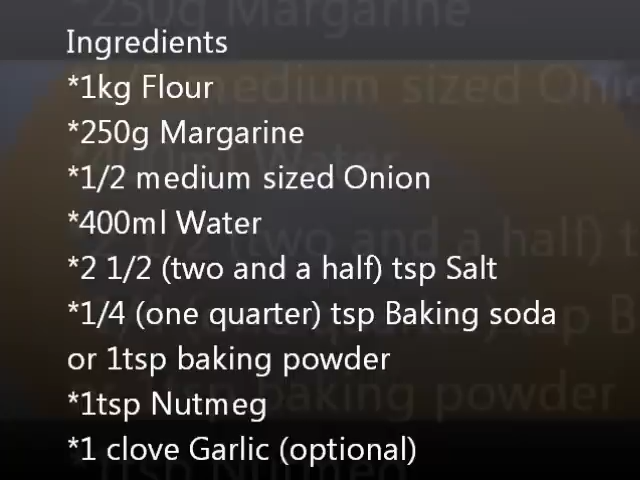 Ingredients
*1kg Flour
*250g Margarine
*1/2 medium sized Onion
*400ml Water
*2 1/2 (two and a half) tsp Salt
*1/4 (one quarter) tsp Baking soda
or 1tsp baking powder
*1tsp Nutmeg
*1 clove Garlic (optional)